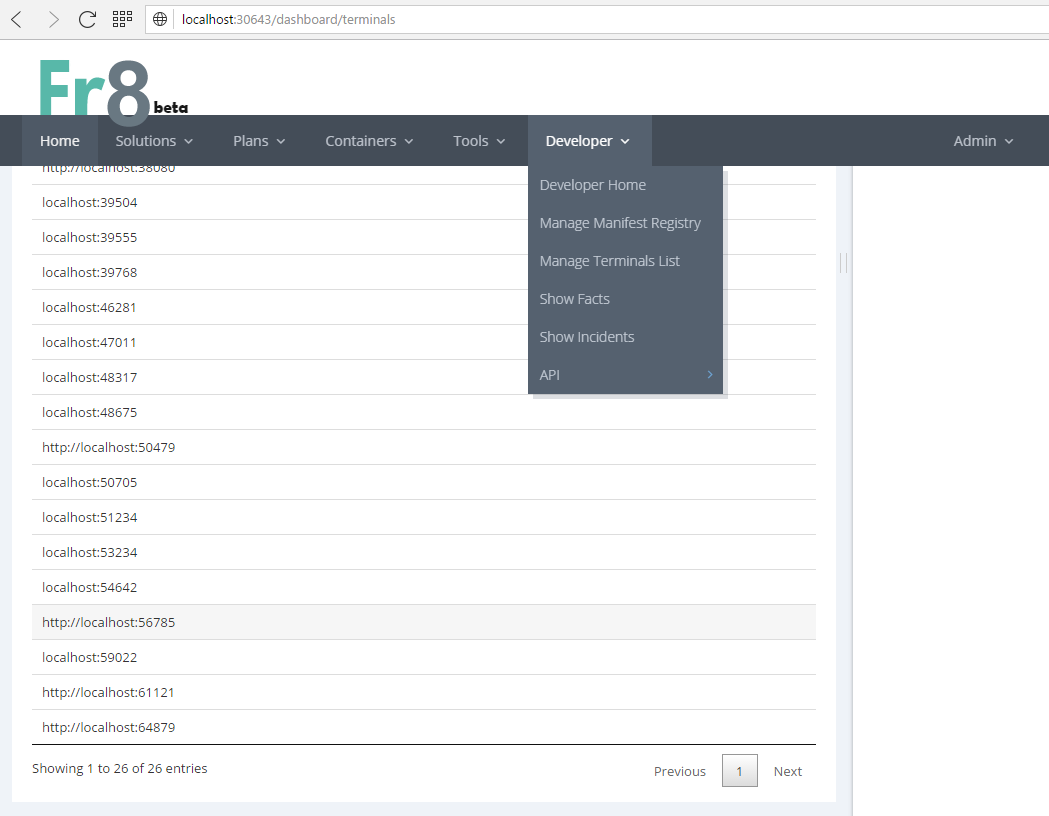 localhost:30643/dashboard/terminals
Fr8 beta
Home Solutions Plans Containers Tools Developer Admin
http://localhost:38080
localhost:39504
localhost:39555
localhost:39768
localhost:46281
localhost:47011
localhost:48317
localhost:48675
http://localhost:50479
localhost:50705
localhost:51234
localhost:53234
localhost:54642
http://localhost:56785
localhost:59022
http://localhost:61121
http://localhost:64879
Developer Home
Manage Manifest Registry
Manage Terminals List
Show Facts
Show Incidents
API
Showing 1 to 26 of 26 entries
Previous 1 Next